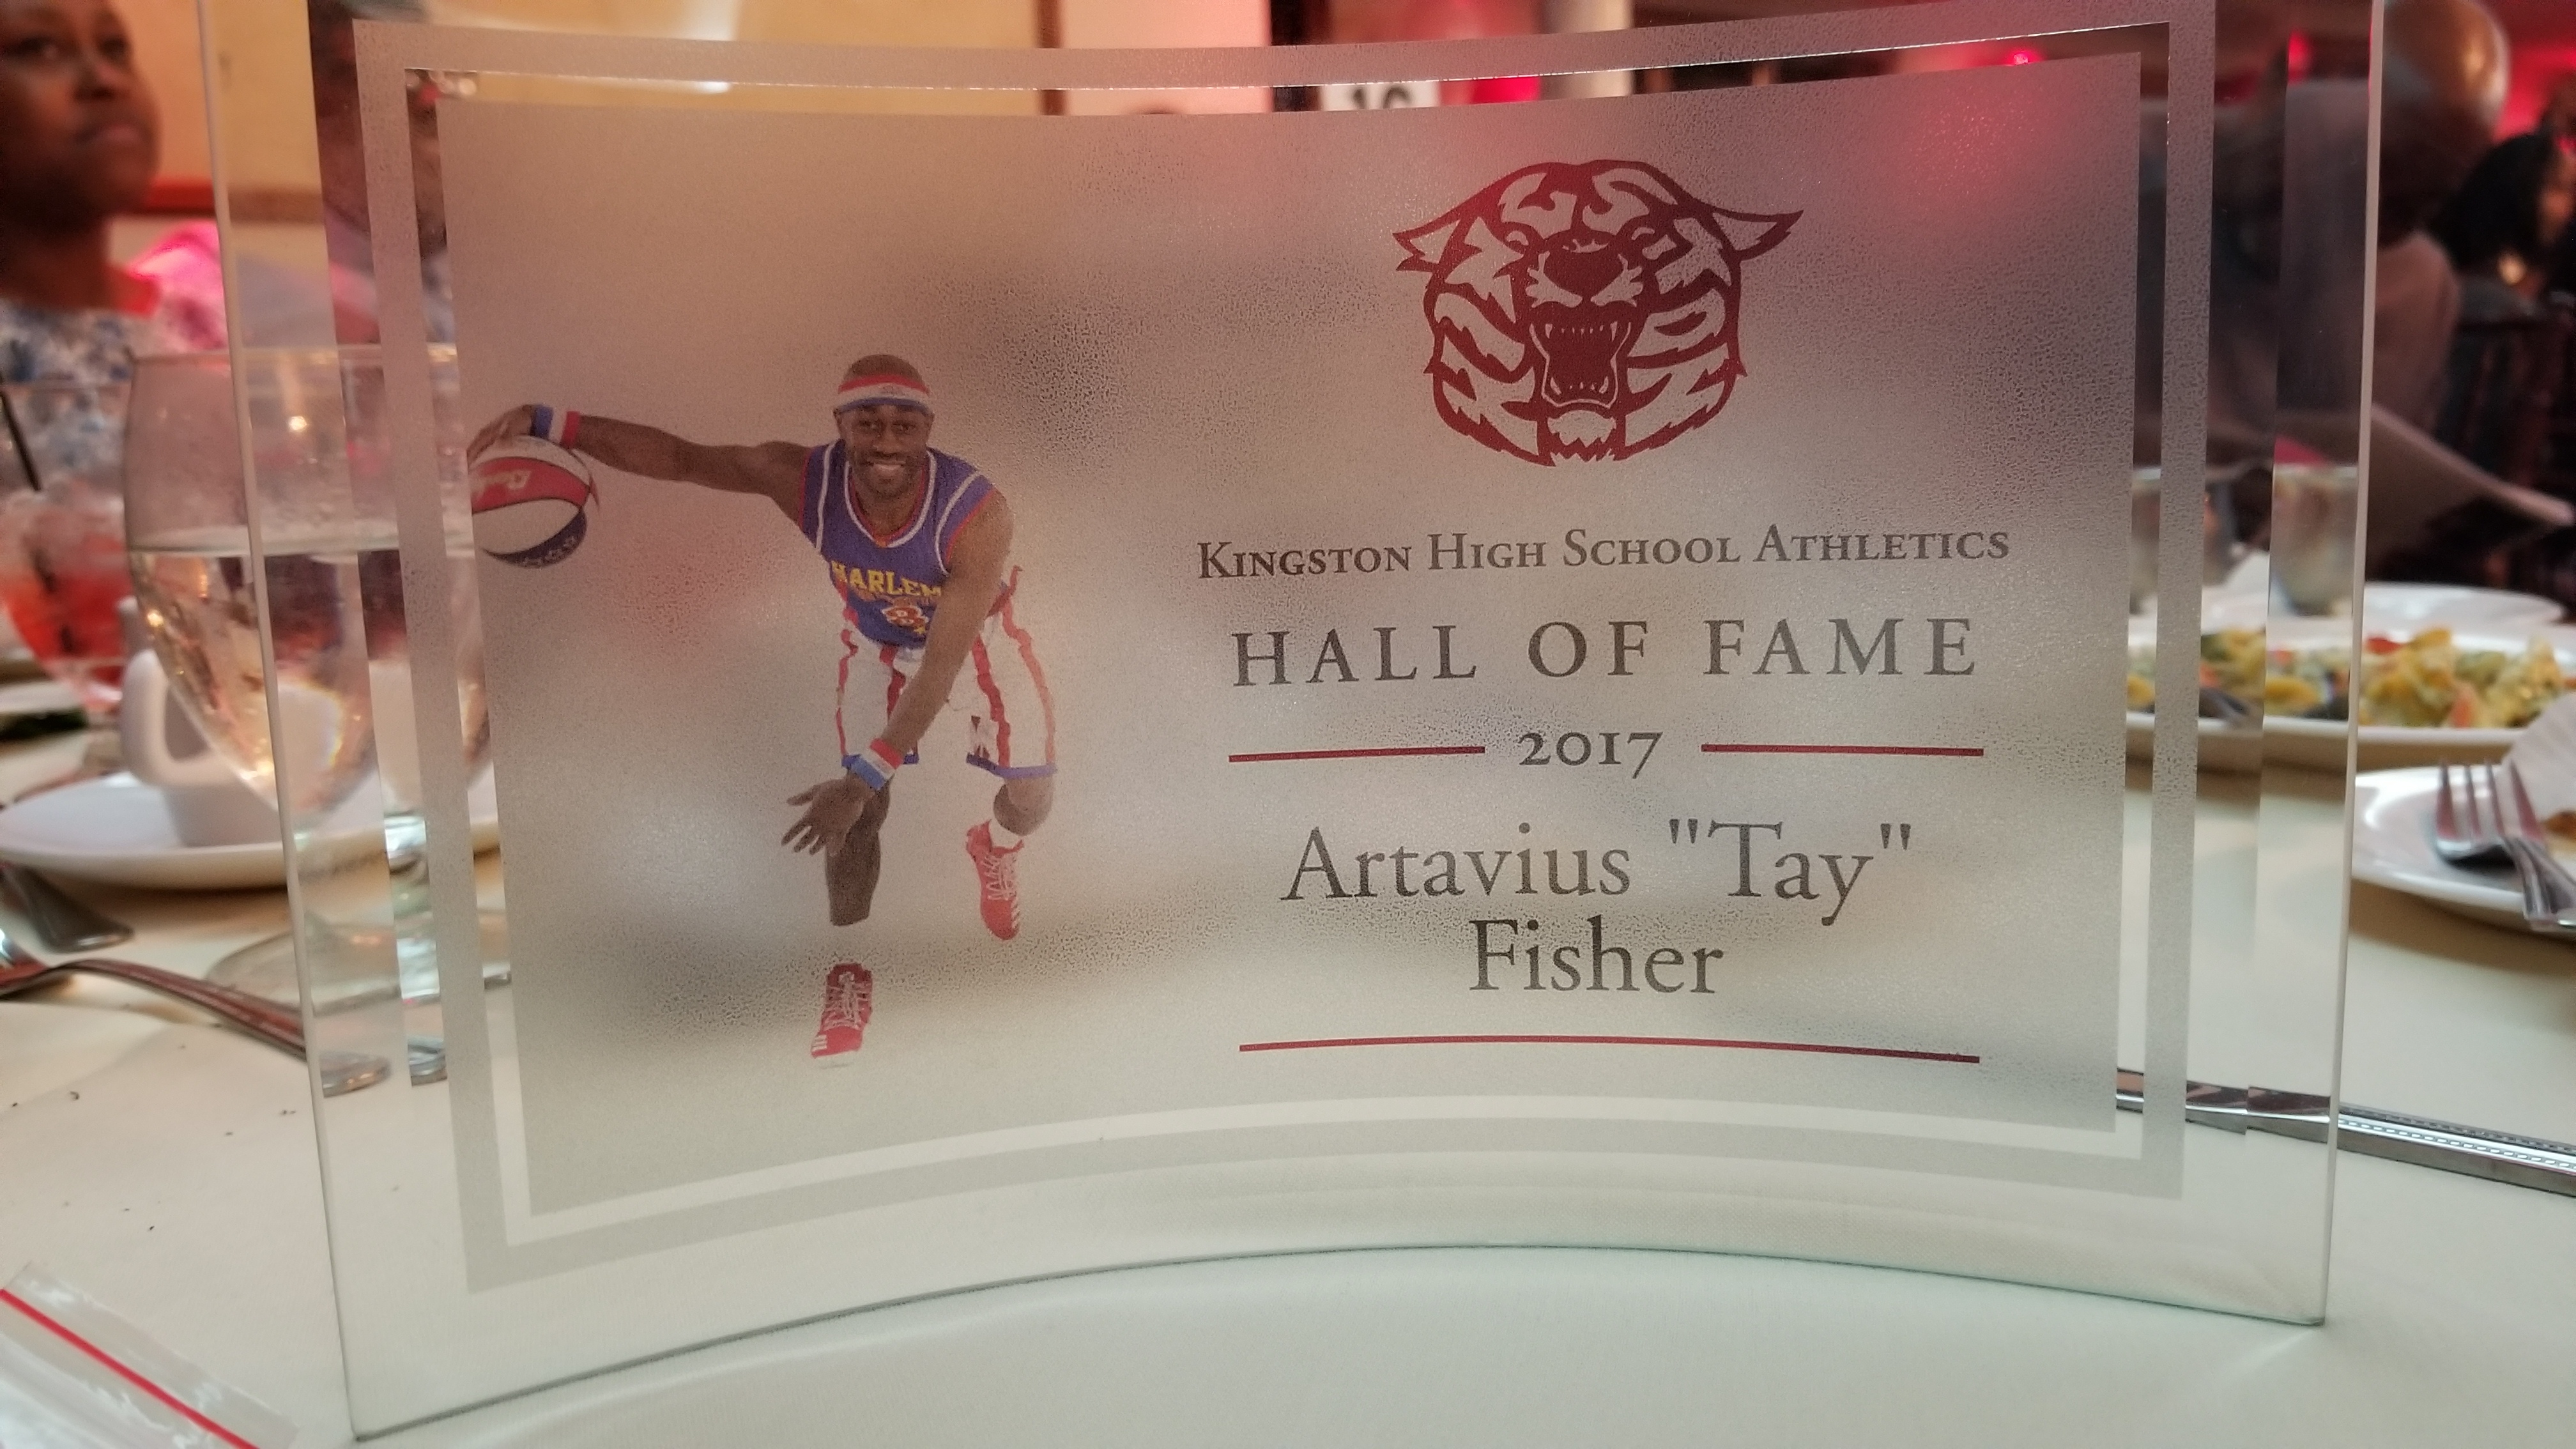 HARLEM
KINGSTON HIGH SCHOOL ATHLETICS
HALL OF FAME
2017
Artavius "Tay"
Fisher